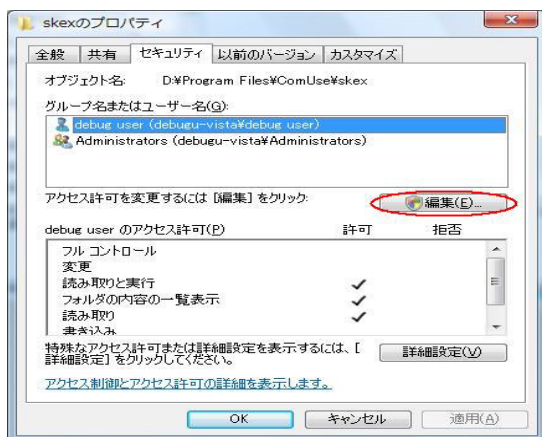 skexのプロパティ
全般 共有 セキュリティ 以前のバージョン カスタマイズ
オブジェクト名: D:¥Program Files¥ComUse¥skex
グループ名またはユーザー名(G):
debug user (debugu-vista¥debug user)
Administrators (debugu-vista¥Administrators)
アクセス許可を変更するには [編集] をクリック:
編集(E)...
debug user のアクセス許可(P) 許可 拒否
フル コントロール
変更
読み取りと実行
フォルダの内容の一覧表示
読み取り
書き込み
特殊なアクセス許可または詳細設定を表示するには、[
詳細設定] をクリックしてください。
詳細設定(V)
アクセス制御とアクセス許可の詳細を表示します。
OK キャンセル 適用(A)